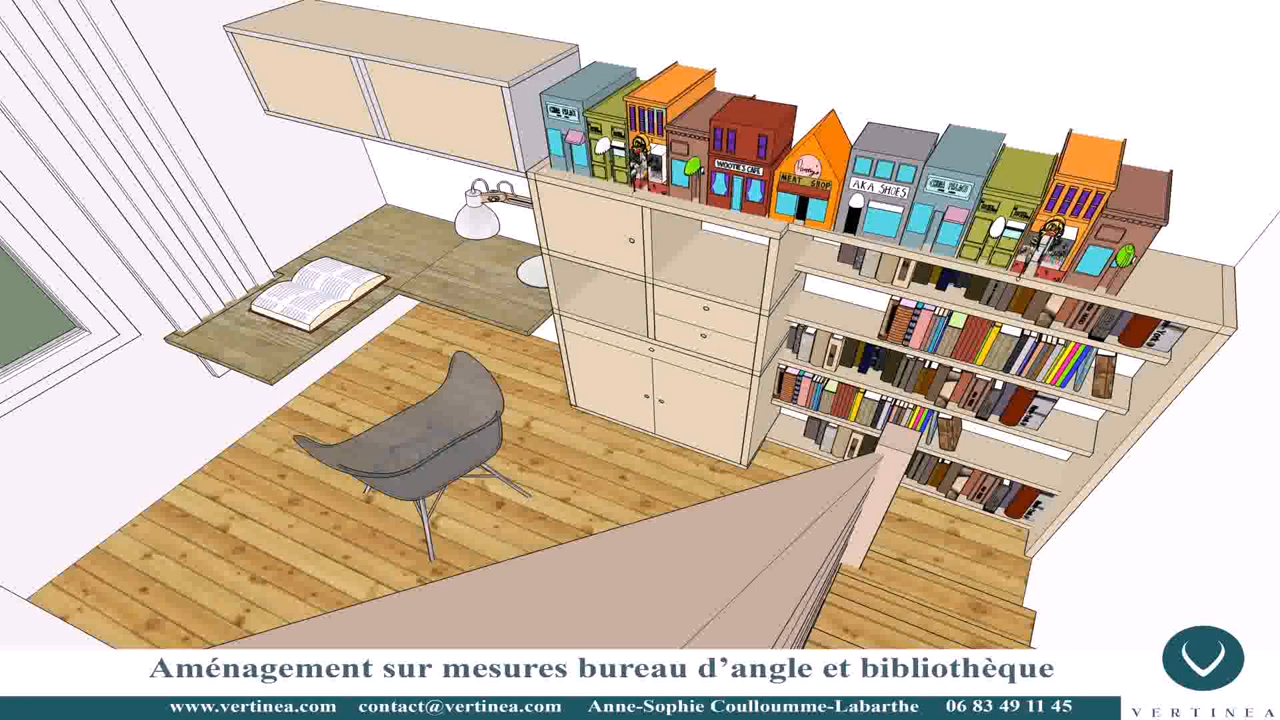 WOOTIE'S CAFE
MEAT SHOP
AKA SHOES
Aménagement sur mesures bureau d'angle et bibliothèque
www.vertinea.com contact@vertinea.com Anne-Sophie Coulloumme-Labarthe 06 83 49 11 45
VERTINEA